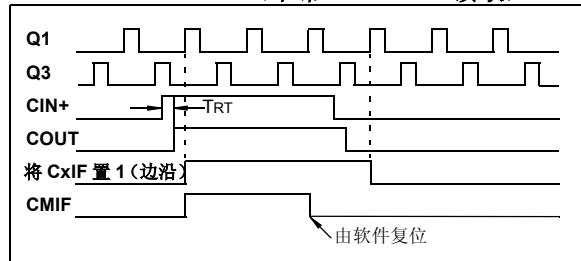 Q1
Q3
CIN+
TRT
COUT
将 CxIF 置 1（边沿）
CMIF
由软件复位